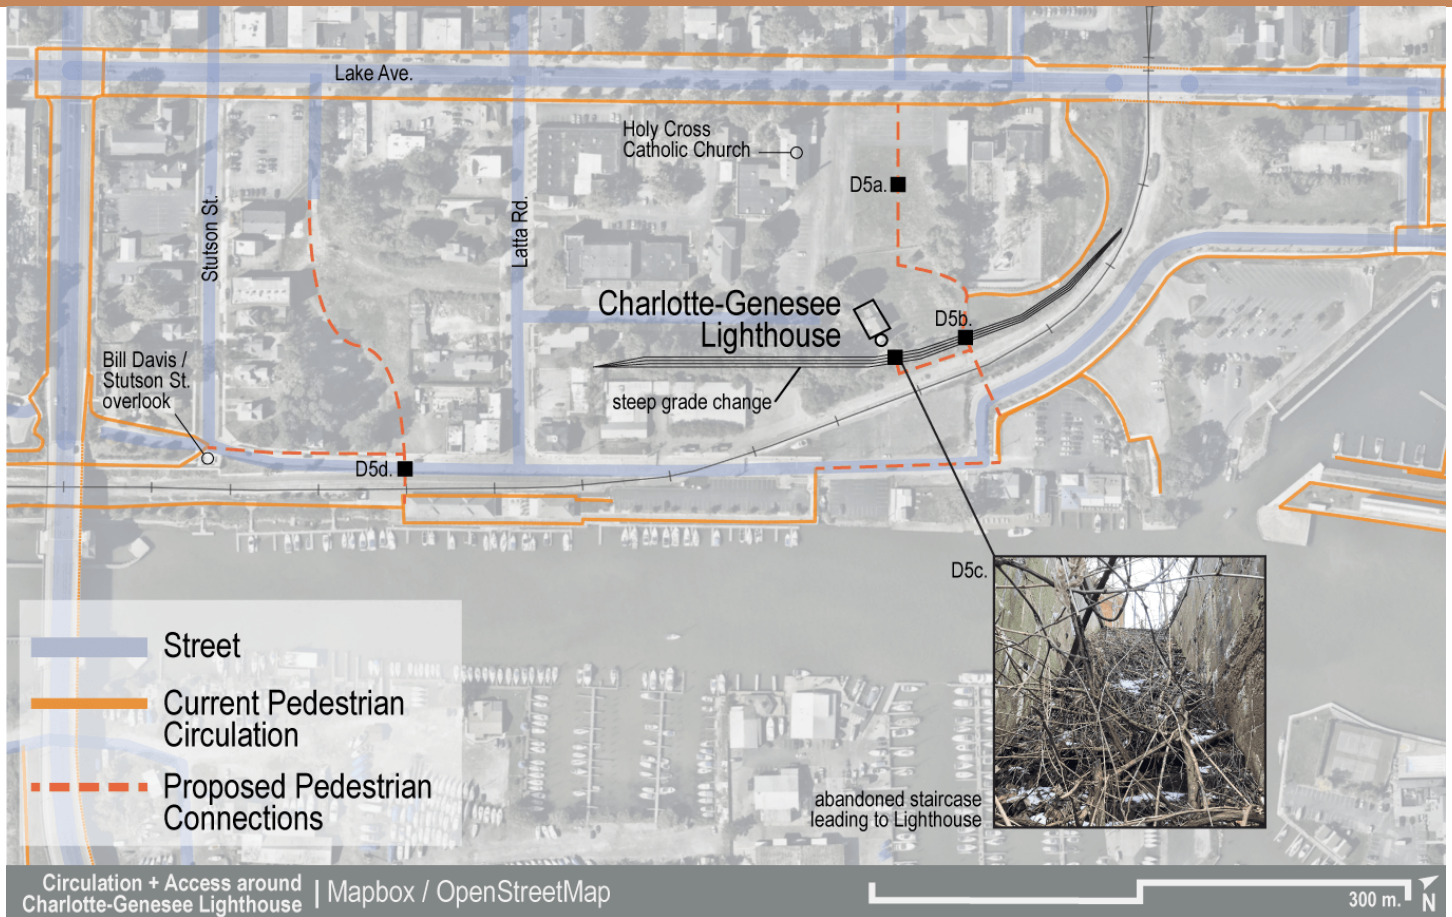 Lake Ave.
Holy Cross
Catholic Church
D5a.
Stutson St.
Latta Rd.
Charlotte-Genesee
Lighthouse
D5b.
Bill Davis /
Stutson St.
overlook
steep grade change
D5d.
D5c.
Street
Current Pedestrian
Circulation
Proposed Pedestrian
Connections
abandoned staircase
leading to Lighthouse
Circulation + Access around
Charlotte-Genesee Lighthouse
Mapbox / OpenStreetMap
300 m.
N